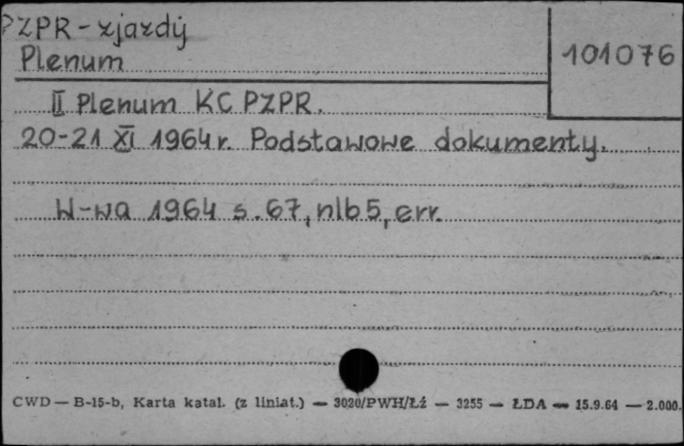 PZPR - zjazdy
Plenum
101076
II Plenum KC PZPR.
20-21 XI 1964 r. Podstawowe dokumenty.
W-wa 1964 s. 67, nlb 5, err.
CWD — B-15-b, Karta katal. (z liniat.) — 3020/PWH/Łź — 3255 — ŁDA — 15.9.64 — 2.000.